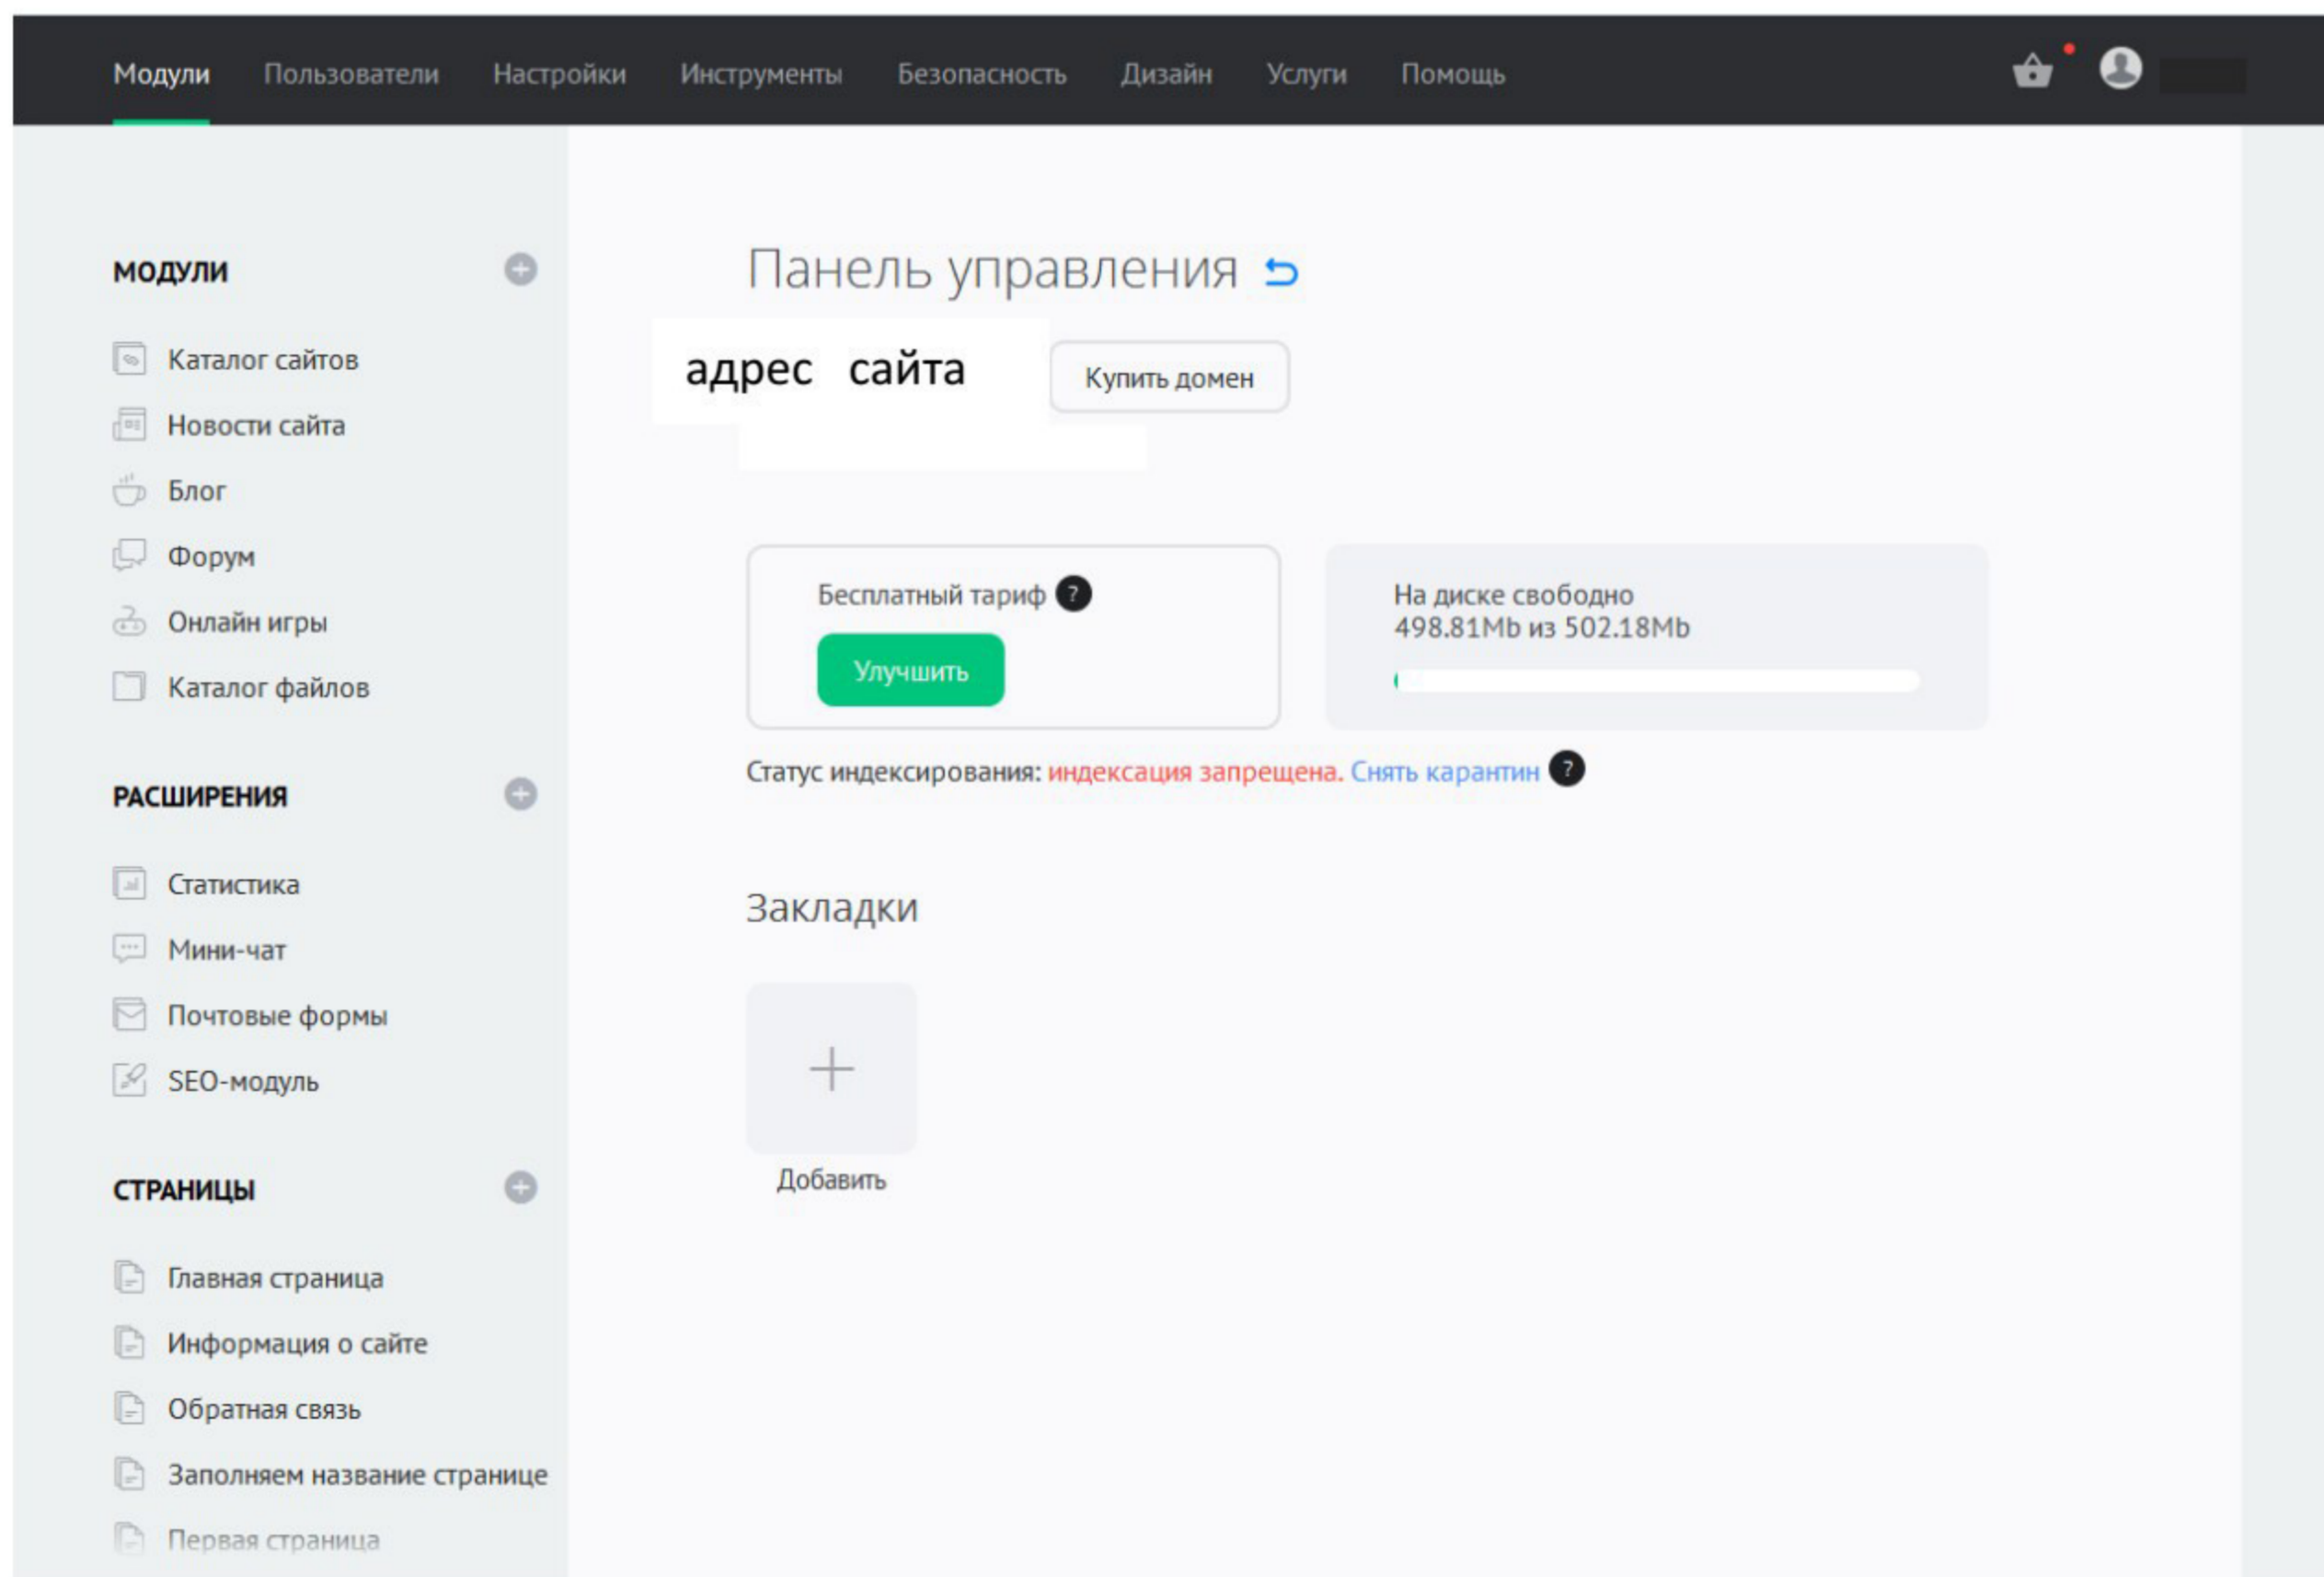 Модули Пользователи Настройки Инструменты Безопасность Дизайн Услуги Помощь
МОДУЛИ
Каталог сайтов
Новости сайта
Блог
Форум
Онлайн игры
Каталог файлов
РАСШИРЕНИЯ
Статистика
Мини-чат
Почтовые формы
SEO-модуль
СТРАНИЦЫ
Главная страница
Информация о сайте
Обратная связь
Заполняем название странице
Первая страница
Панель управления
адрес сайта
Купить домен
Бесплатный тариф ?
Улучшить
На диске свободно
498.81Mb из 502.18Mb
Статус индексирования: индексация запрещена. Снять карантин ?
Закладки
Добавить